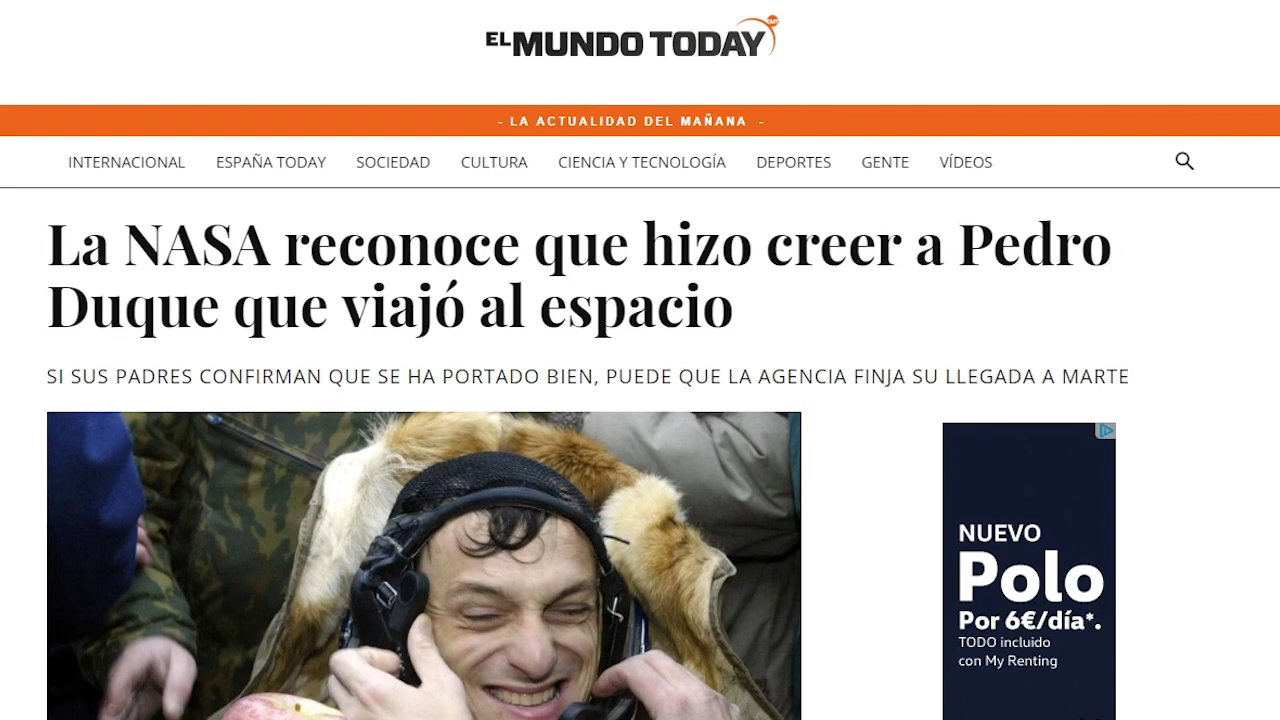 EL MUNDO TODAY
- LA ACTUALIDAD DEL MAÑANA -
INTERNACIONAL ESPAÑA TODAY SOCIEDAD CULTURA CIENCIA Y TECNOLOGÍA DEPORTES GENTE VÍDEOS
La NASA reconoce que hizo creer a Pedro
Duque que viajó al espacio
SI SUS PADRES CONFIRMAN QUE SE HA PORTADO BIEN, PUEDE QUE LA AGENCIA FINJA SU LLEGADA A MARTE
NUEVO
Polo
Por 6€/día*.
TODO incluido
con My Renting